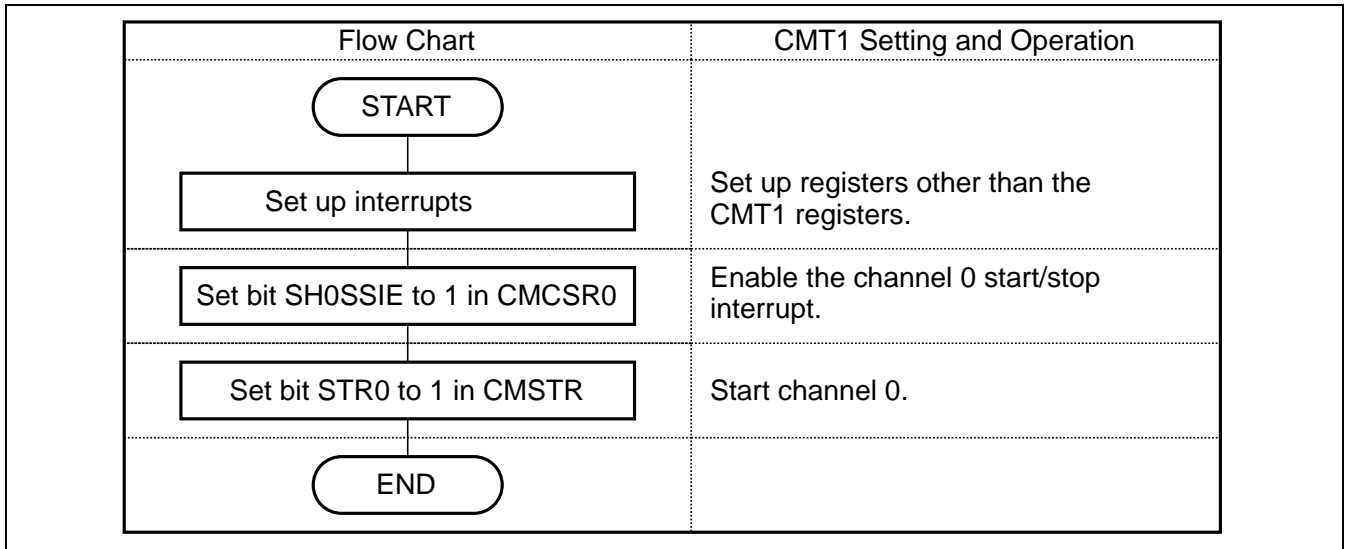 Flow Chart
CMT1 Setting and Operation
START
Set up interrupts
Set up registers other than the
CMT1 registers.
Set bit SH0SSIE to 1 in CMCSR0
Enable the channel 0 start/stop
interrupt.
Set bit STR0 to 1 in CMSTR
Start channel 0.
END